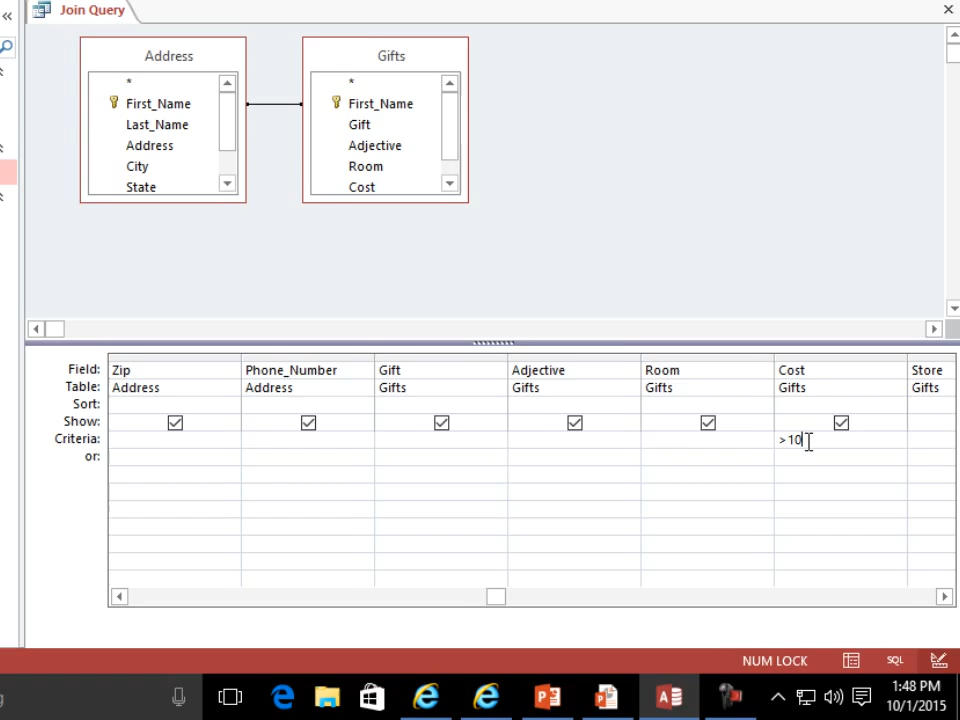 Join Query
Address
*
First_Name
Last_Name
Address
City
State
Gifts
*
First_Name
Gift
Adjective
Room
Cost
Field: Zip Phone_Number Gift Adjective Room Cost Store
Table: Address Address Gifts Gifts Gifts Gifts Gifts
Sort:
Show:
Criteria: > 10
or:
NUM LOCK
SQL
1:48 PM
10/1/2015